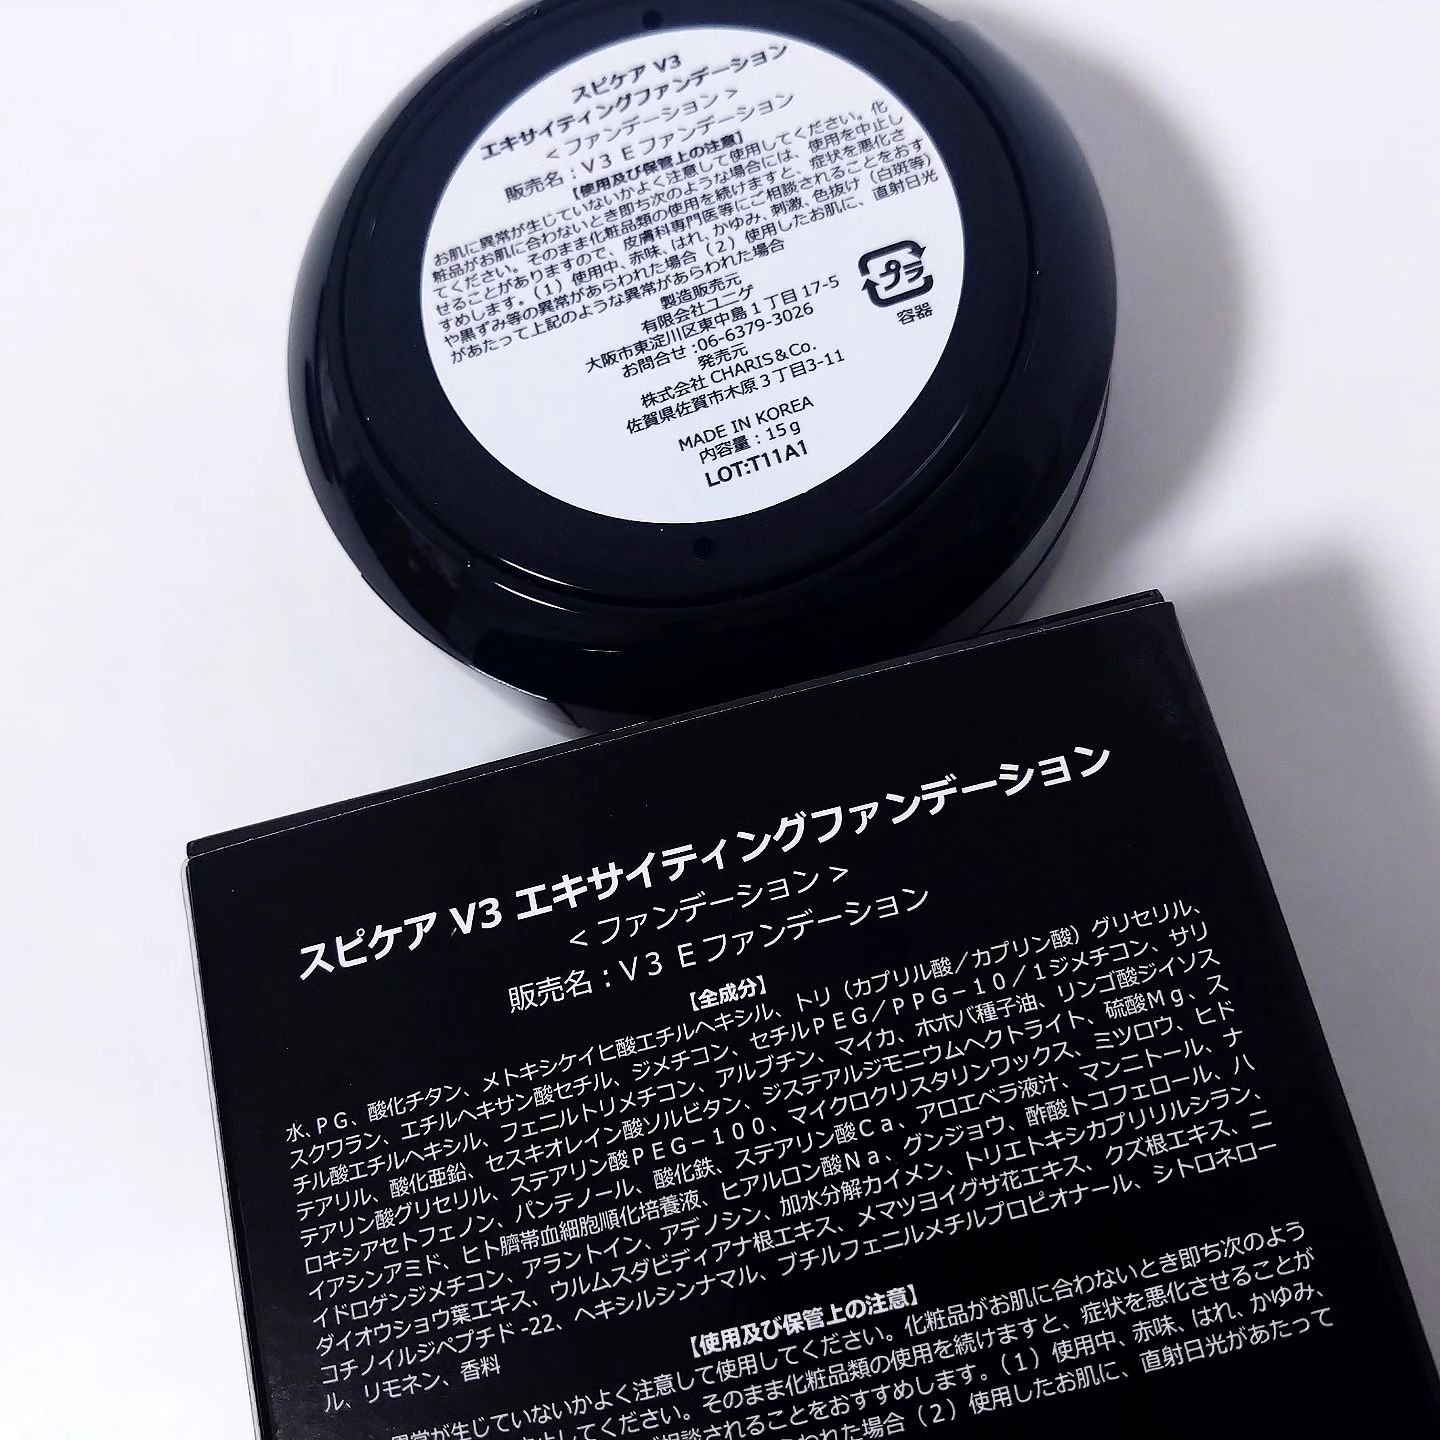 スピケア V3
エキサイティングファンデーション
＜ファンデーション＞
販売名：V３ E ファンデーション
【使用及び保管上の注意】
お肌に異常が生じていないかよく注意して使用してください。化
粧品がお肌に合わないとき即ち次のような場合には、使用を中止し
てください。そのまま化粧品類の使用を続けますと、症状を悪化さ
せることがありますので、皮膚科専門医等にご相談されることをおす
すめします。（１）使用中、赤味、はれ、かゆみ、刺激、色抜け（白斑等）
や黒ずみ等の異常があらわれた場合（２）使用したお肌に、直射日光
があたって上記のような異常があらわれた場合
製造販売元
有限会社ユニゲ
大阪市東淀川区東中島１丁目 17-5
お問合せ :06-6379-3026
発売元
株式会社 CHARIS＆Co.
佐賀県佐賀市木原３丁目3-11
MADE IN KOREA
内容量：15ｇ
LOT:T11A1
プラ
容器
スピケア V3 エキサイティングファンデーション
＜ファンデーション＞
販売名：V３ E ファンデーション
【全成分】
水、ＰＧ、酸化チタン、メトキシケイヒ酸エチルヘキシル、トリ（カプリル酸／カプリン酸）グリセリル、
スクワラン、エチルヘキサン酸セチル、ジメチコン、セチルＰＥＧ／ＰＰＧ－１０／１ジメチコン、サリ
チル酸エチルヘキシル、フェニルトリメチコン、アルブチン、マイカ、ホホバ種子油、リンゴ酸ジイソス
テアリル、酸化亜鉛、セスキオレイン酸ソルビタン、ジステアルジモニウムヘクトライト、硫酸Ｍｇ、ス
テアリン酸グリセリル、ステアリン酸ＰＥＧ－１００、マイクロクリスタリンワックス、ミツロウ、ヒド
ロキシアセトフェノン、パンテノール、酸化鉄、ステアリン酸Ｃａ、アロエベラ液汁、マンニトール、ナ
イアシンアミド、ヒト臍帯血細胞順化培養液、ヒアルロン酸Ｎａ、グンジョウ、酢酸トコフェロール、ハ
イドロゲンジメチコン、アラントイン、アデノシン、加水分解カイメン、トリエトキシカプリリルシラン、
ダイオウショウ葉エキス、ウルムスダビディアナ根エキス、メマツヨイグサ花エキス、クズ根エキス、ニ
コチノイルジペプチド-22、ヘキシルシンナマル、ブチルフェニルメチルプロピオナール、シトロネロー
ル、リモネン、香料
【使用及び保管上の注意】
異常が生じていないかよく注意して使用してください。化粧品がお肌に合わないとき即ち次のよう
止してください。そのまま化粧品類の使用を続けますと、症状を悪化させることが
相談されることをおすすめします。（１）使用中、赤味、はれ、かゆみ、
われた場合（２）使用したお肌に、直射日光があたって